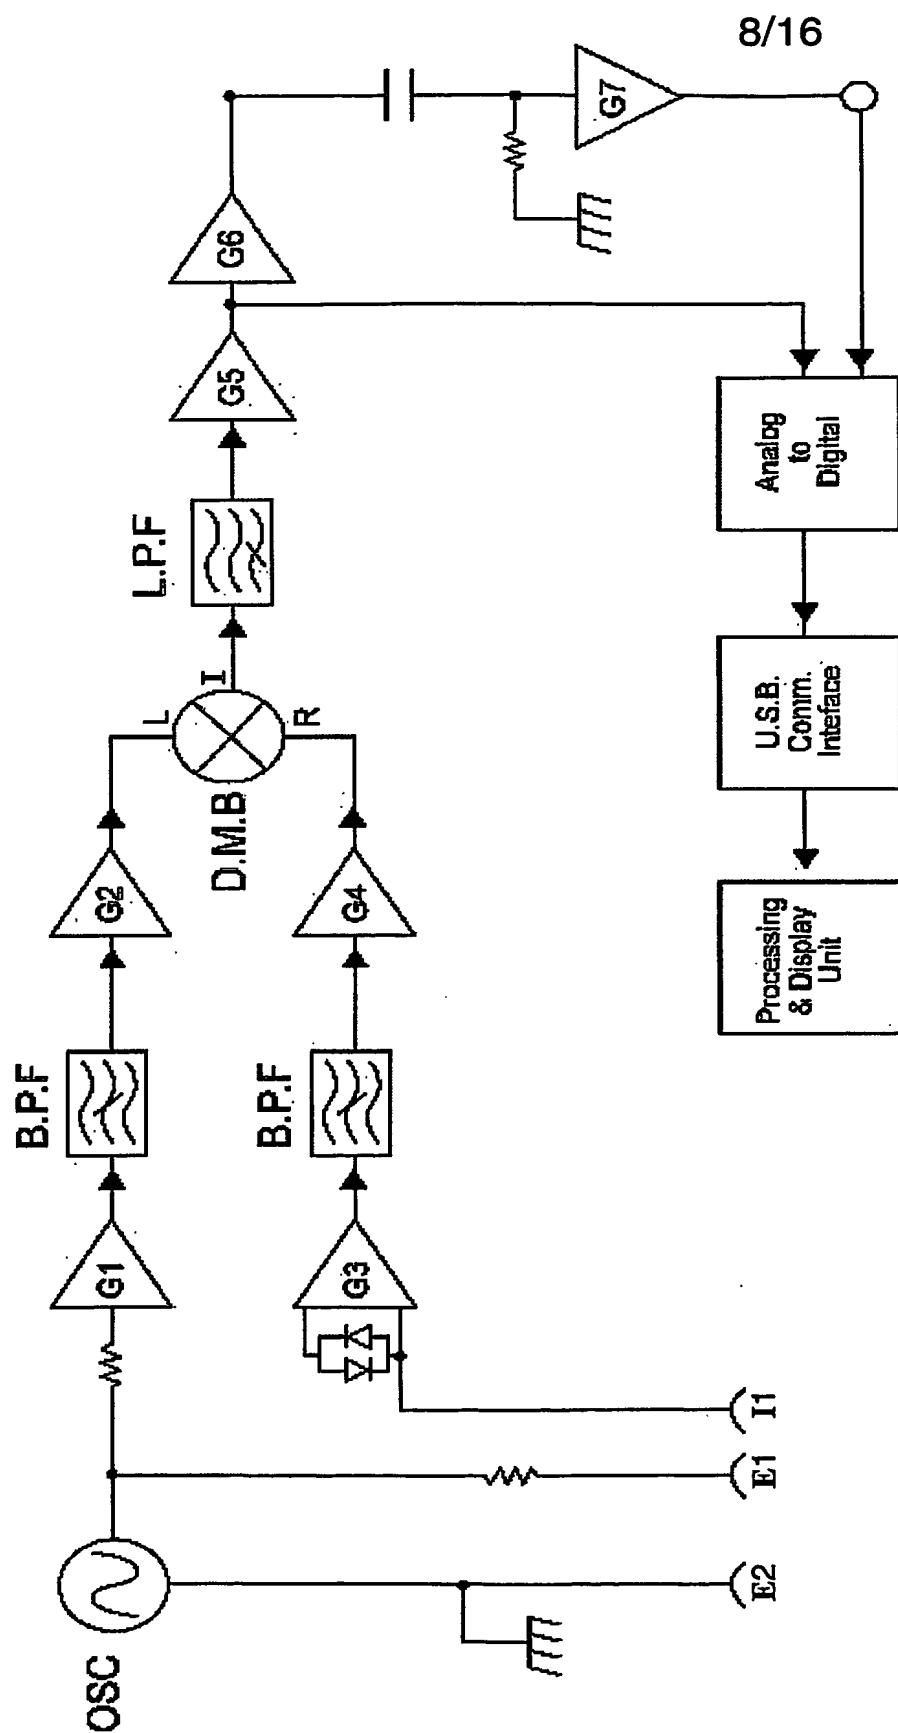 8/16
OSC
G1
B.P.F
G2
L
D.M.B
I
R
L.P.F
G5
G6
G7
G3
B.P.F
G4
E2
E1
I1
Analog
to
Digital
U.S.B.
Comm.
Inteface
Processing
& Display
Unit